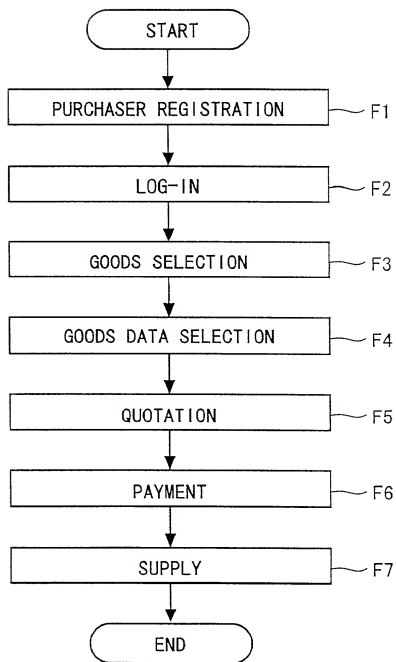 START
PURCHASER REGISTRATION F1
LOG-IN F2
GOODS SELECTION F3
GOODS DATA SELECTION F4
QUOTATION F5
PAYMENT F6
SUPPLY F7
END